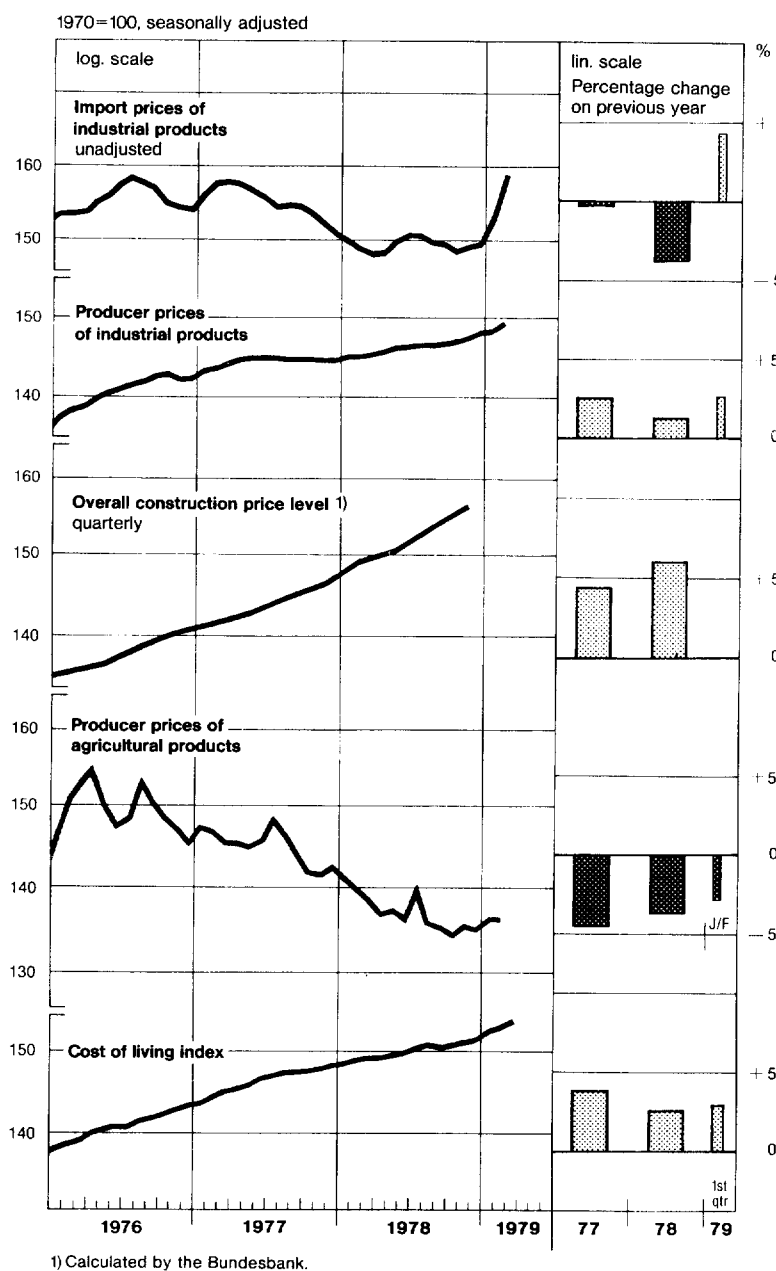 1970=100, seasonally adjusted
log. scale
Import prices of
industrial products
unadjusted
160
150
Producer prices
of industrial products
150
140
Overall construction price level 1)
quarterly
160
150
140
Producer prices of
agricultural products
160
150
140
130
Cost of living index
150
140
1976 1977 1978 1979
%
lin. scale
Percentage change
on previous year
+
– 5
+ 5
0
+ 5
0
+ 5
0
J/F
– 5
+ 5
0
1st
qtr
77 78 79
1) Calculated by the Bundesbank.